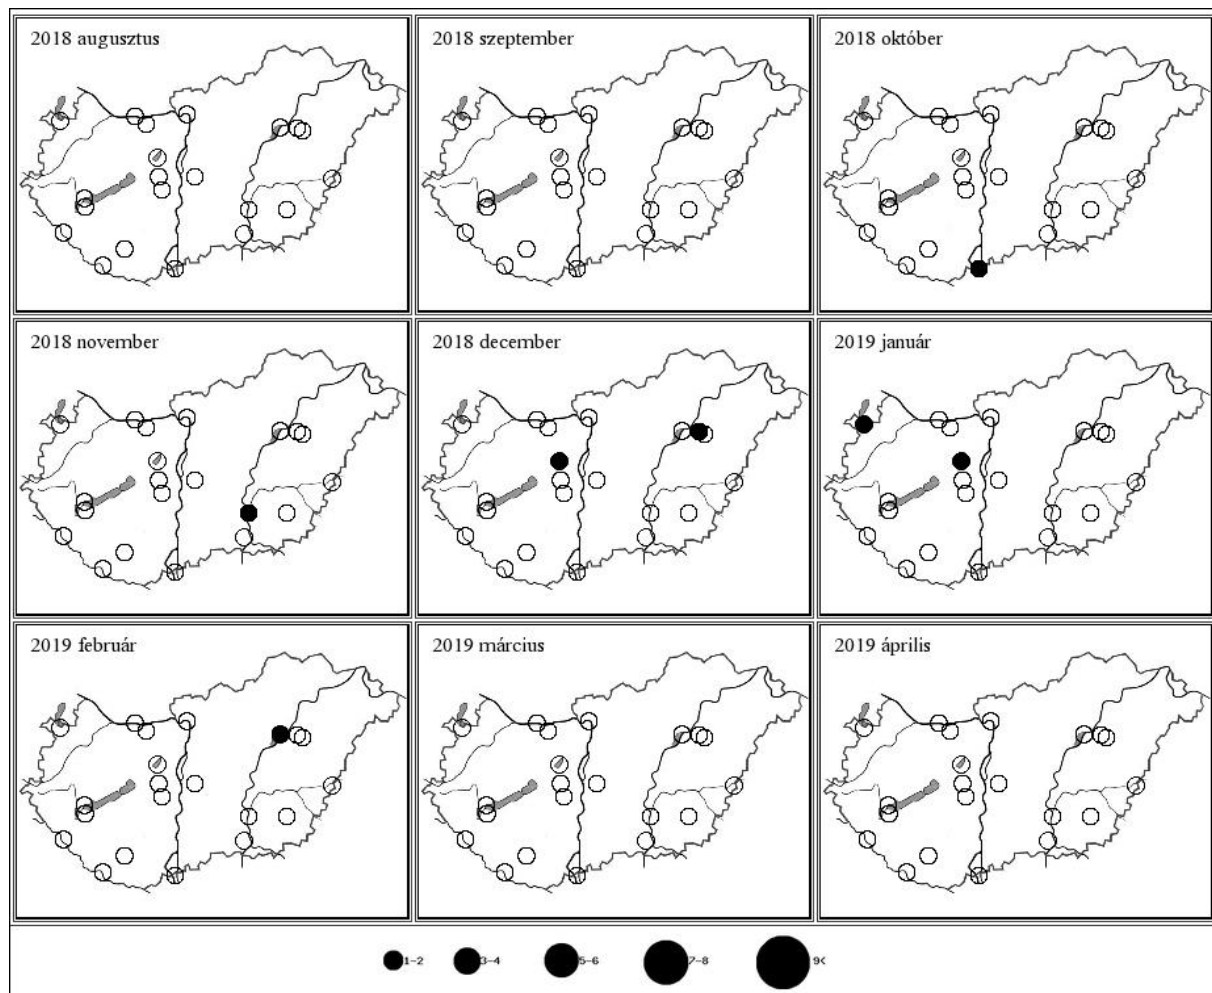 2018 augusztus
2018 szeptember
2018 október
2018 november
2018 december
2019 január
2019 február
2019 március
2019 április
1-2
3-4
5-6
7-8
9<